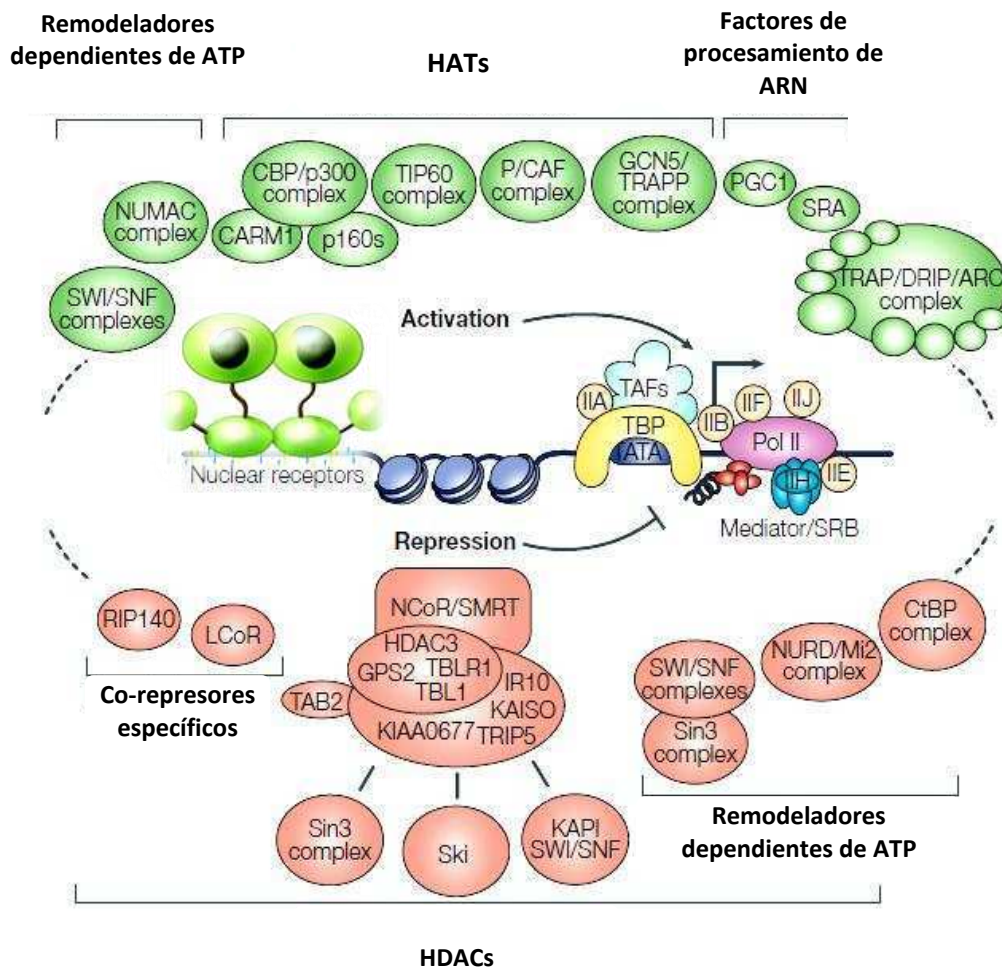 Remodeladores
dependientes de ATP
HATs
Factores de
procesamiento de
ARN
CBP/p300
complex
TIP60
complex
P/CAF
complex
GCN5/
TRAPP
complex
PGC1
SRA
NUMAC
complex
CARM1
p160s
TRAP/DRIP/ARC
complex
SWI/SNF
complexes
Activation
TAFs
IIA
TBP
TATA
IIB
IIF
IIJ
Pol II
IIH
IIE
Nuclear receptors
Mediator/SRB
Repression
RIP140
LCoR
Co-represores
específicos
NCoR/SMRT
HDAC3
GPS2
TBLR1
TBL1
TAB2
IR10
KAISO
KIAA0677
TRIP5
CtBP
complex
NURD/Mi2
complex
SWI/SNF
complexes
Sin3
complex
Sin3
complex
Ski
KAPI
SWI/SNF
Remodeladores
dependientes de ATP
HDACs